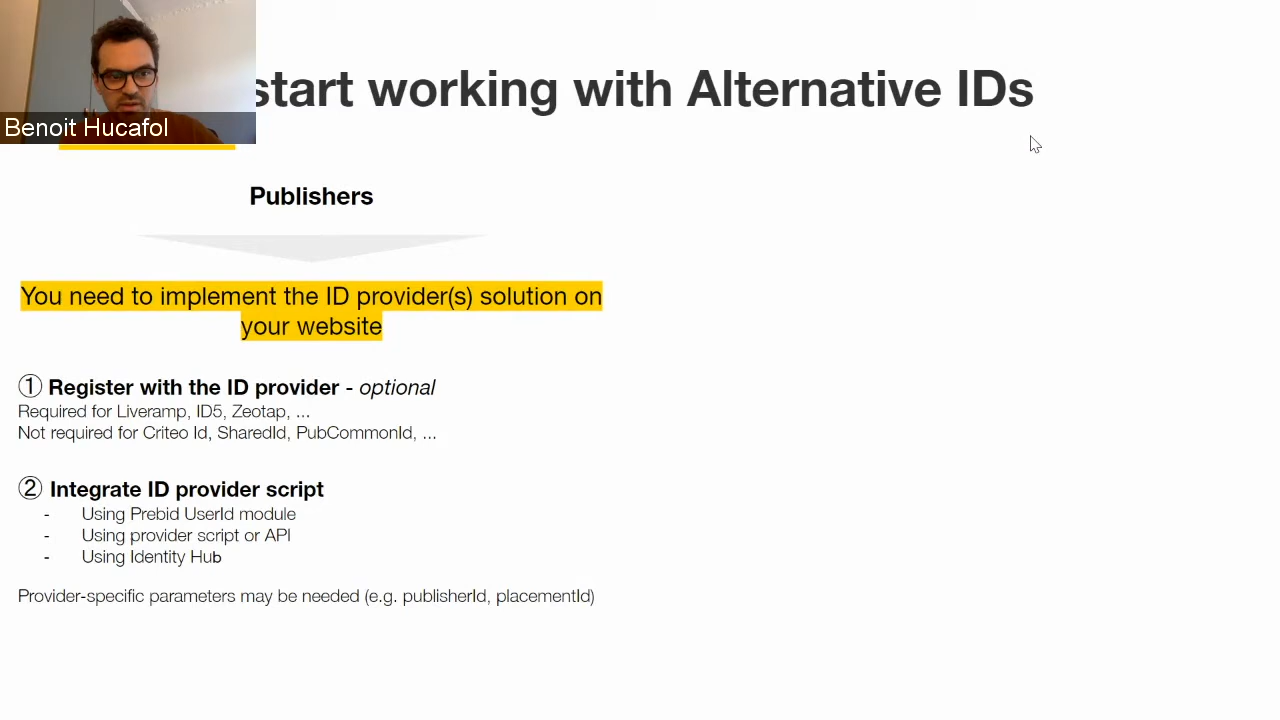 start working with Alternative IDs
Benoit Hucafol
Publishers
You need to implement the ID provider(s) solution on
your website
① Register with the ID provider - optional
Required for Liveramp, ID5, Zeotap, ...
Not required for Criteo Id, SharedId, PubCommonId, ...
② Integrate ID provider script
- Using Prebid UserId module
- Using provider script or API
- Using Identity Hub
Provider-specific parameters may be needed (e.g. publisherId, placementId)